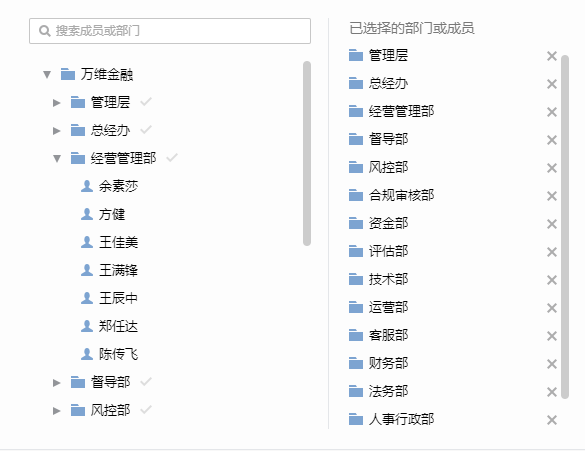 搜索成员或部门
万维金融
管理层
总经办
经营管理部
余素莎
方健
王佳美
王满锋
王辰中
郑任达
陈传飞
督导部
风控部
已选择的部门或成员
管理层
总经办
经营管理部
督导部
风控部
合规审核部
资金部
评估部
技术部
运营部
客服部
财务部
法务部
人事行政部